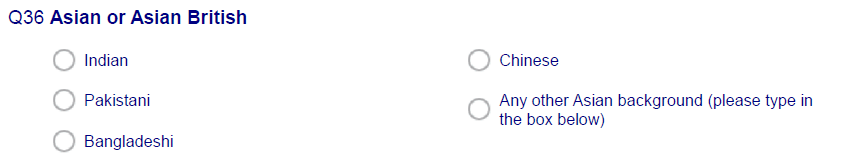 Q36 Asian or Asian British
Indian
Pakistani
Bangladeshi
Chinese
Any other Asian background (please type in
the box below)